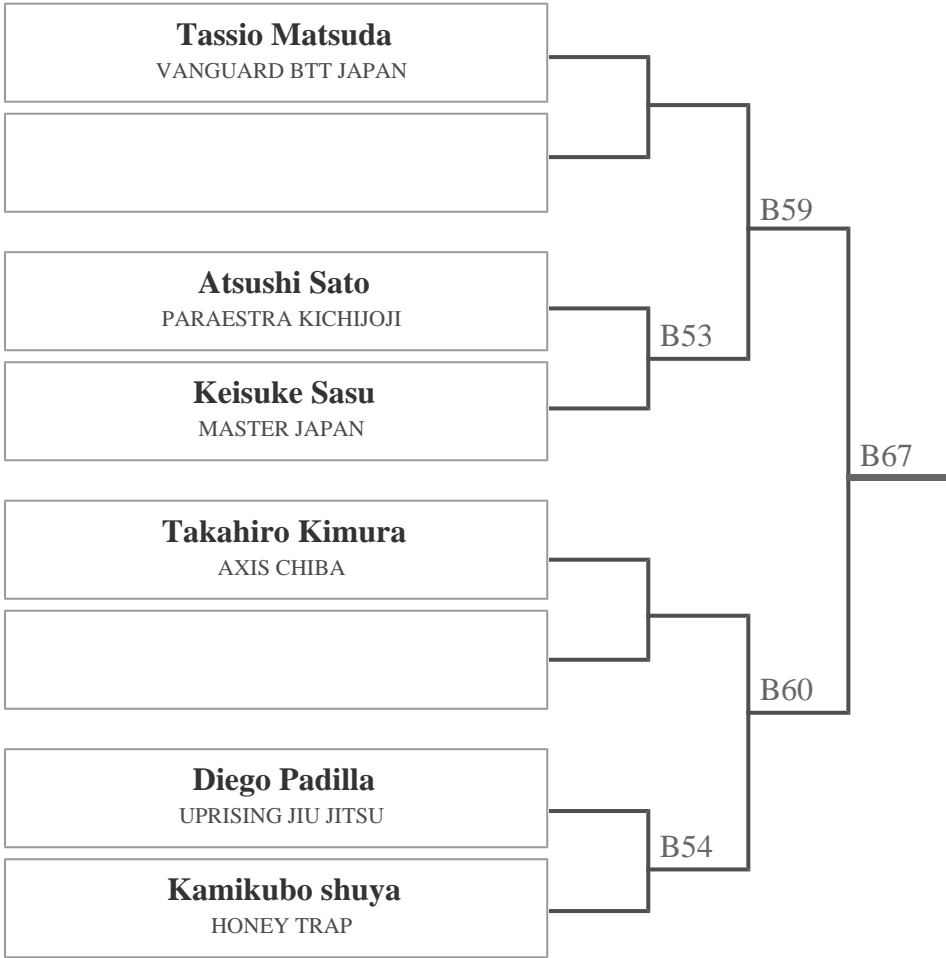 Tassio Matsuda
VANGUARD BTT JAPAN
B59
Atsushi Sato
PARAESTRA KICHIJOJI
B53
Keisuke Sasu
MASTER JAPAN
B67
Takahiro Kimura
AXIS CHIBA
B60
Diego Padilla
UPRISING JIU JITSU
B54
Kamikubo shuya
HONEY TRAP